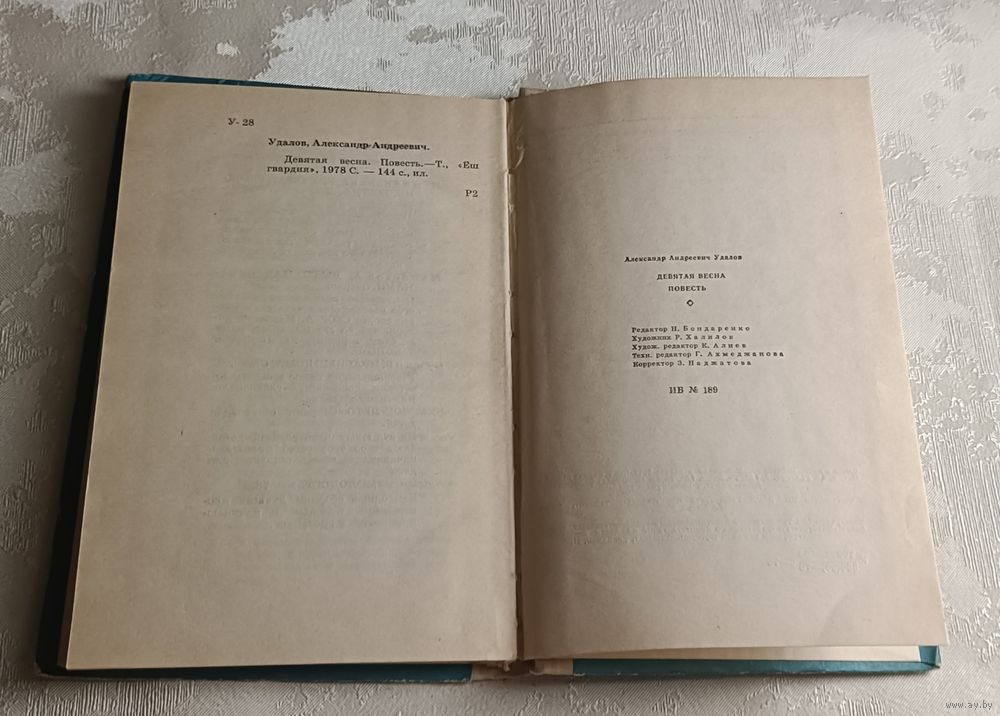 У- 28
Удалов, Александр Андреевич.
Девятая весна. Повесть.—Т., «Еш
гвардия», 1978 С. — 144 с., ил.
Р2
Александр Андреевич Удалов
ДЕВЯТАЯ ВЕСНА
ПОВЕСТЬ
Редактор Н. Бондаренко
Художник Р. Халилов
Худож. редактор К. Алиев
Техн. редактор Г. Ахмеджанова
Корректор З. Наджатова
ИБ № 189
www.ay.by